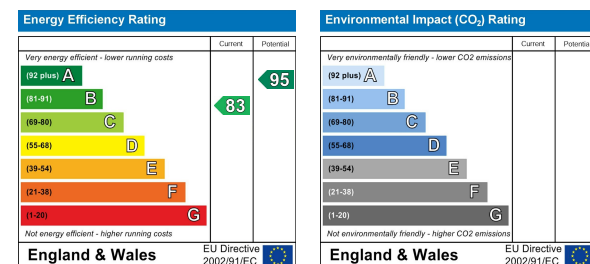 Energy Efficiency Rating
Current Potential
Very energy efficient - lower running costs
(92 plus) A
95
(81-91) B
83
(69-80) C
(55-68) D
(39-54) E
(21-38) F
(1-20) G
Not energy efficient - higher running costs
England & Wales
EU Directive
2002/91/EC
Environmental Impact (CO₂) Rating
Current Potentia
Very environmentally friendly - lower CO2 emissions
(92 plus) A
(81-91) B
(69-80) C
(55-68) D
(39-54) E
(21-38) F
(1-20) G
Not environmentally friendly - higher CO2 emissions
England & Wales
EU Directive
2002/91/EC